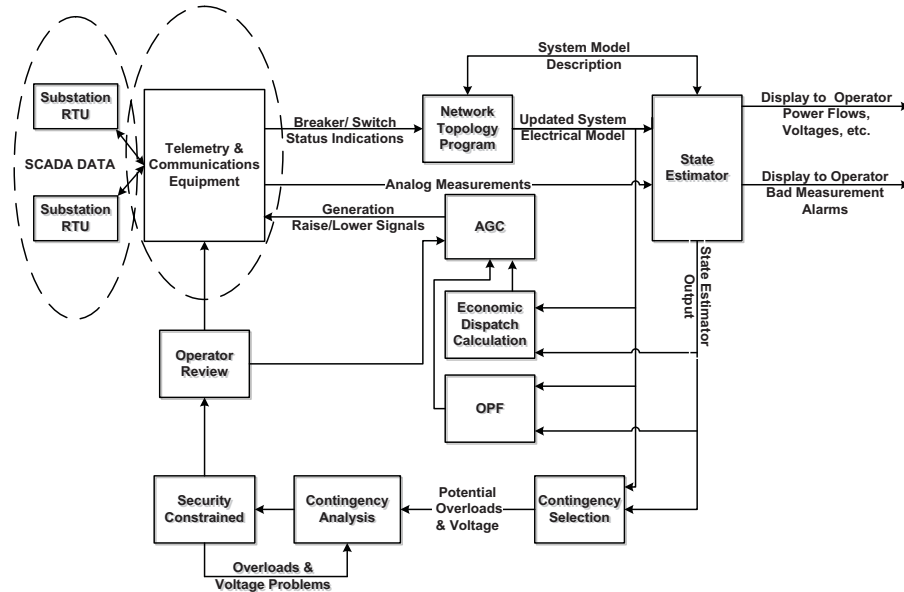 System Model
Description
Substation
RTU
SCADA DATA
Substation
RTU
Telemetry &
Communications
Equipment
Breaker/ Switch
Status Indications
Network
Topology
Program
Updated System
Electrical Model
State
Estimator
Display to Operator
Power Flows,
Voltages, etc.
Analog Measurements
Display to Operator
Bad Measurement
Alarms
Generation
Raise/Lower Signals
AGC
State Estimator
Output
Economic
Dispatch
Calculation
Operator
Review
OPF
Security
Constrained
Contingency
Analysis
Potential
Overloads
& Voltage
Contingency
Selection
Overloads &
Voltage Problems